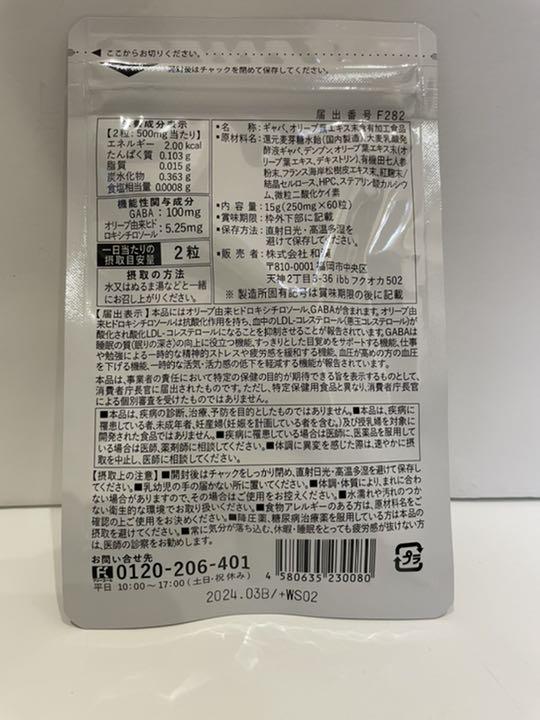 ここからお切りください。
開封後はチャックを閉めて保存してください。
届出番号F282
成分表示
【2粒:500mg当たり】
エネルギー 2.00kcal
たんぱく質 0.103g
脂質 0.015g
炭水化物 0.363g
食塩相当量 0.0008g
機能性関与成分
GABA : 100mg
オリーブ由来ヒド
ロキシチロソール : 5.25mg
一日当たりの
摂取目安量 2粒
摂取の方法
水又はぬるま湯などと一緒
にお召し上がりください。
・名称: ギャバ、オリーブ葉エキス末含有加工食品
・原材料名: 還元麦芽糖水飴(国内製造)、大麦乳酸発
酵液ギャバ、デンプン、オリーブ葉エキス末(オ
リーブ葉エキス、デキストリン)、有機田七人参
粉末、フランス海岸松樹皮エキス末、紅麹末/
結晶セルロース、HPC、ステアリン酸カルシウ
ム、微粒二酸化ケイ素
・内容量: 15g(250mg×60粒)
・賞味期限: 枠外下部に記載
・保存方法: 直射日光・高温多湿を
避けて保存してください。
・販売者: 株式会社 和
〒810-0001 福岡市中央区
天神2丁目3-36 ibbフクオカ502
※ 製造所固有記号は賞味期限の後に記載
【届出表示】本品にはオリーブ由来ヒドロキシチロソール、GABAが含まれます。オリーブ由
来ヒドロキシチロソールは抗酸化作用を持ち、血中のLDL-コレステロール(悪玉コレステロール)が
酸化され酸化LDL-コレステロールになることを抑制させることが報告されています。GABAは
睡眠の質(眠りの深さ)の向上に役立つ機能、すっきりとした目覚めをサポートする機能、仕事
や勉強による一時的な精神的ストレスや疲労感を緩和する機能、血圧が高めの方の血圧
を下げる機能、一時的な活気・活力感の低下を軽減する機能が報告されています。
本品は、事業者の責任において特定の保健の目的が期待できる旨を表示するものとして、
消費者庁長官に届出されたものです。ただし、特定保健用食品と異なり、消費者庁長官
による個別審査を受けたものではありません。
■本品は、疾病の診断、治療、予防を目的としたものではありません。■本品は、疾病に
罹患している者、未成年者、妊産婦(妊娠を計画している者を含む。)及び授乳婦を対象に
開発された食品ではありません。■疾病に罹患している場合は医師に、医薬品を服用して
いる場合は医師、薬剤師に相談してください。■体調に異変を感じた際は、速やかに摂
取を中止し、医師に相談してください。
【摂取上の注意】■開封後はチャックをしっかり閉め、直射日光・高温多湿を避けて保存し
てください。■乳幼児の手の届かない所に置いてください。■体調・体質により、まれに合わ
ない場合がありますので、その場合はご使用をお控えください。■水濡れや汚れのつか
ない衛生的な環境でお取り扱いください。■食物アレルギーのある方は、原材料名をご
確認の上ご使用をお決めください。■降圧薬、糖尿病治療薬を服用している方は本品の
摂取を避けてください。■常に気分が落ち込む、休暇・睡眠をとっても疲労感が抜けない方
は、医師の診察をお勧めします。
お問い合せ先
0120-206-401
平日 10:00~17:00(土日・祝休み)
4 580635 230080
プラ
2024.03B/+WS02